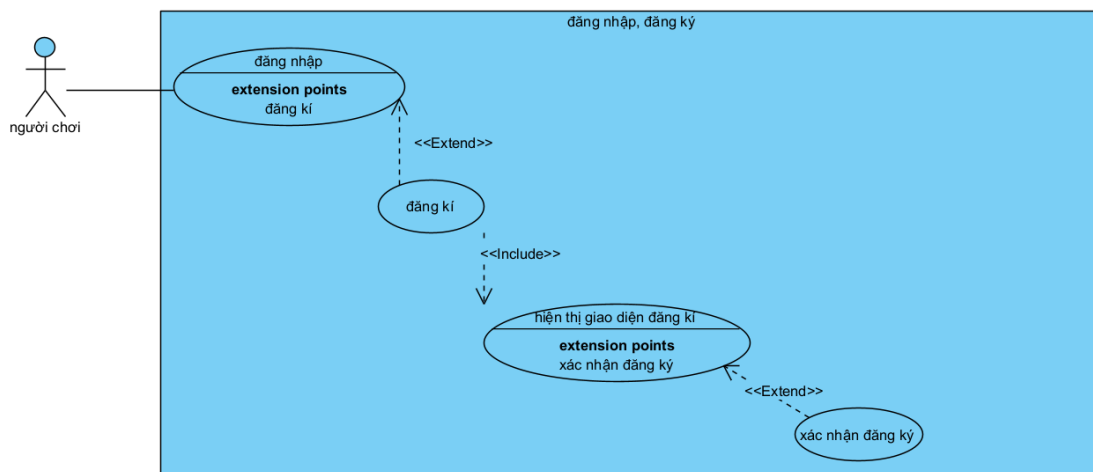 đăng nhập, đăng ký
đăng nhập
extension points
đăng kí
người chơi
<<Extend>>
đăng kí
<<Include>>
hiện thị giao diện đăng kí
extension points
xác nhận đăng ký
<<Extend>>
xác nhận đăng ký